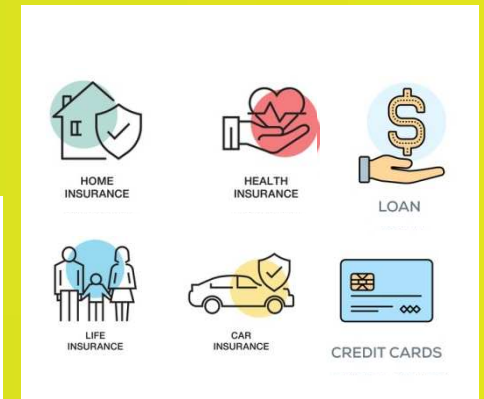 HOME
INSURANCE
HEALTH
INSURANCE
LOAN
LIFE
INSURANCE
CAR
INSURANCE
CREDIT CARDS